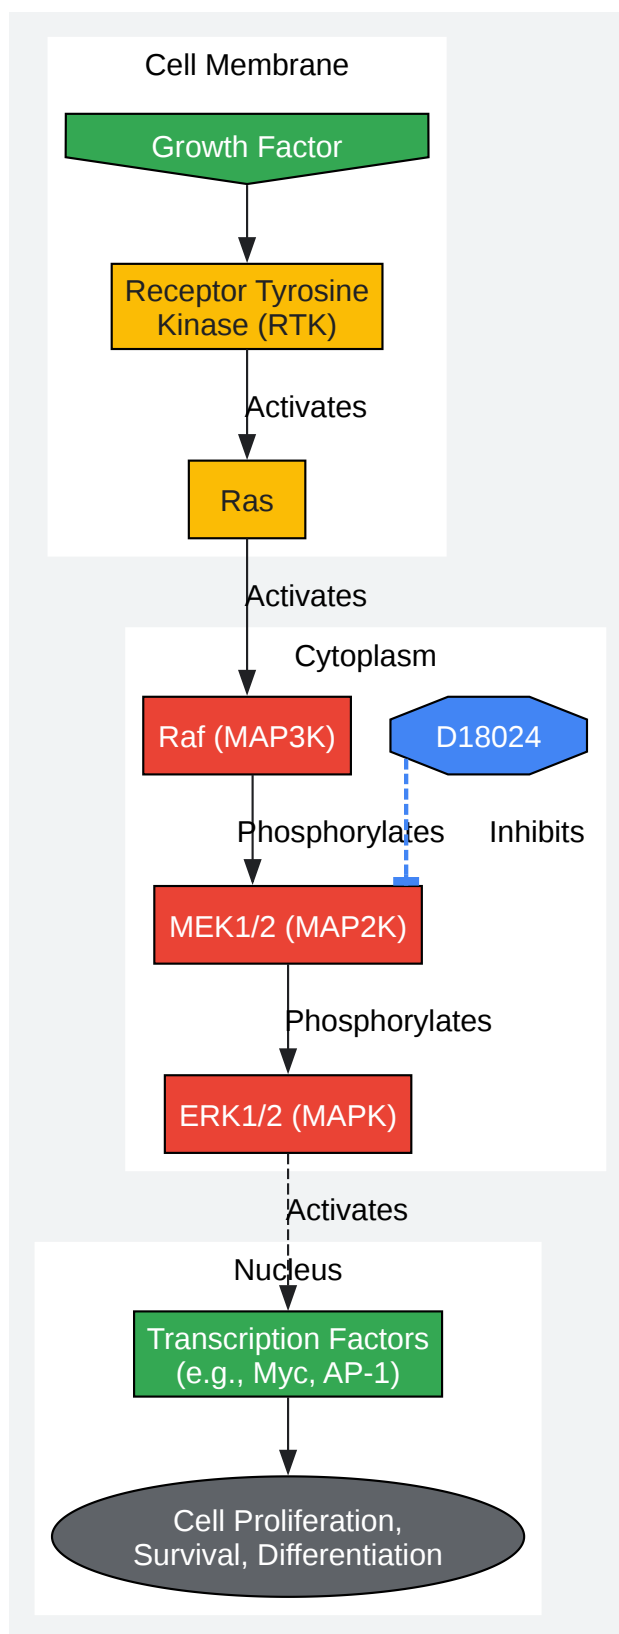 Cell Membrane
Growth Factor
Receptor Tyrosine
Kinase (RTK)
Activates
Ras
Activates
Cytoplasm
Raf (MAP3K)
D18024
Phosphorylates
Inhibits
MEK1/2 (MAP2K)
Phosphorylates
ERK1/2 (MAPK)
Activates
Nucleus
Transcription Factors
(e.g., Myc, AP-1)
Cell Proliferation,
Survival, Differentiation